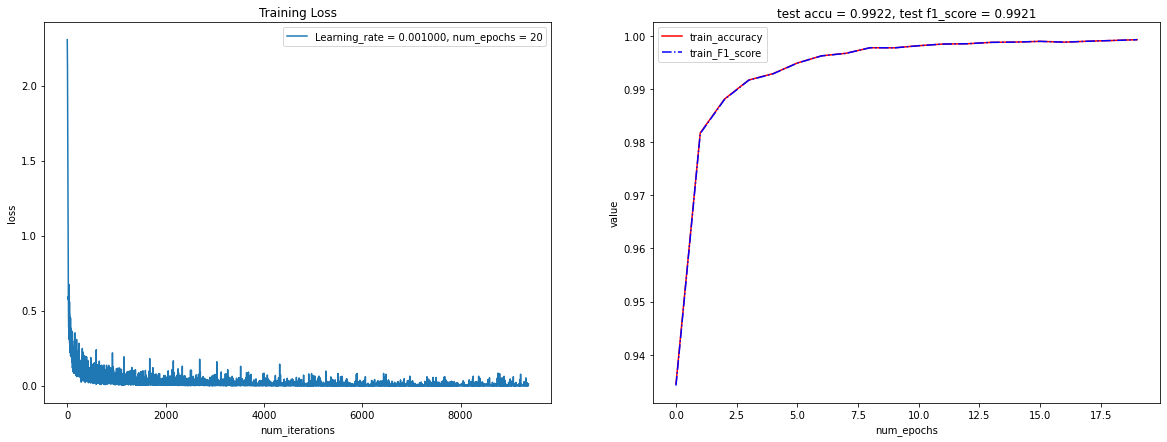 Training Loss
Learning_rate = 0.001000, num_epochs = 20
2.0
1.5
1.0
0.5
0.0
loss
0
2000
4000
6000
8000
num_iterations
test accu = 0.9922, test f1_score = 0.9921
train_accuracy
train_F1_score
1.00
0.99
0.98
0.97
0.96
0.95
0.94
value
0.0
2.5
5.0
7.5
10.0
12.5
15.0
17.5
num_epochs